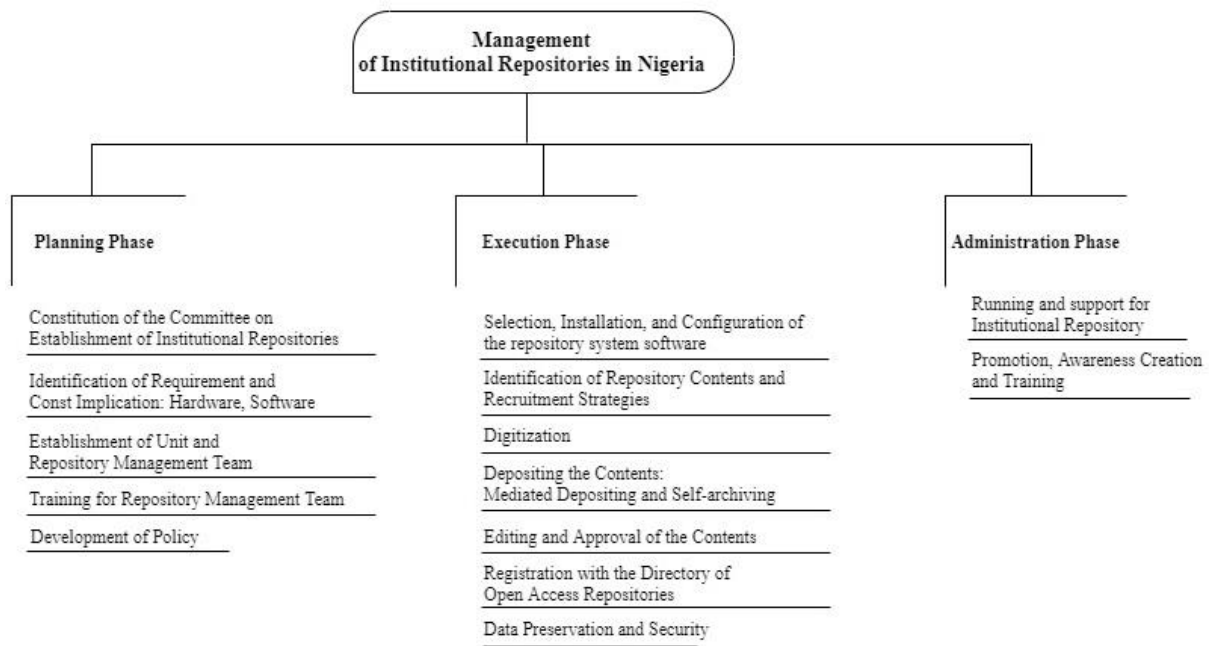 Management
of Institutional Repositories in Nigeria
Planning Phase
Constitution of the Committee on
Establishment of Institutional Repositories
Identification of Requirement and
Const Implication: Hardware, Software
Establishment of Unit and
Repository Management Team
Training for Repository Management Team
Development of Policy
Execution Phase
Selection, Installation, and Configuration of
the repository system software
Identification of Repository Contents and
Recruitment Strategies
Digitization
Depositing the Contents:
Mediated Depositing and Self-archiving
Editing and Approval of the Contents
Registration with the Directory of
Open Access Repositories
Data Preservation and Security
Administration Phase
Running and support for
Institutional Repository
Promotion, Awareness Creation
and Training